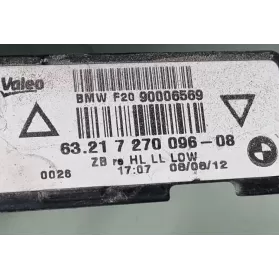 Valeo
BMW F20 90006569
63.21 7 270 096-08
ZB re HL LL LOW
0026 17:07 08/08/12